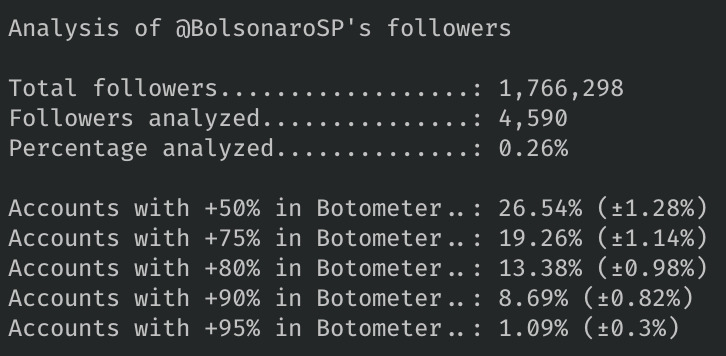 Analysis of @BolsonaroSP's followers
Total followers..................: 1,766,298
Followers analyzed...............: 4,590
Percentage analyzed..............: 0.26%
Accounts with +50% in Botometer..: 26.54% (±1.28%)
Accounts with +75% in Botometer..: 19.26% (±1.14%)
Accounts with +80% in Botometer..: 13.38% (±0.98%)
Accounts with +90% in Botometer..: 8.69% (±0.82%)
Accounts with +95% in Botometer..: 1.09% (±0.3%)